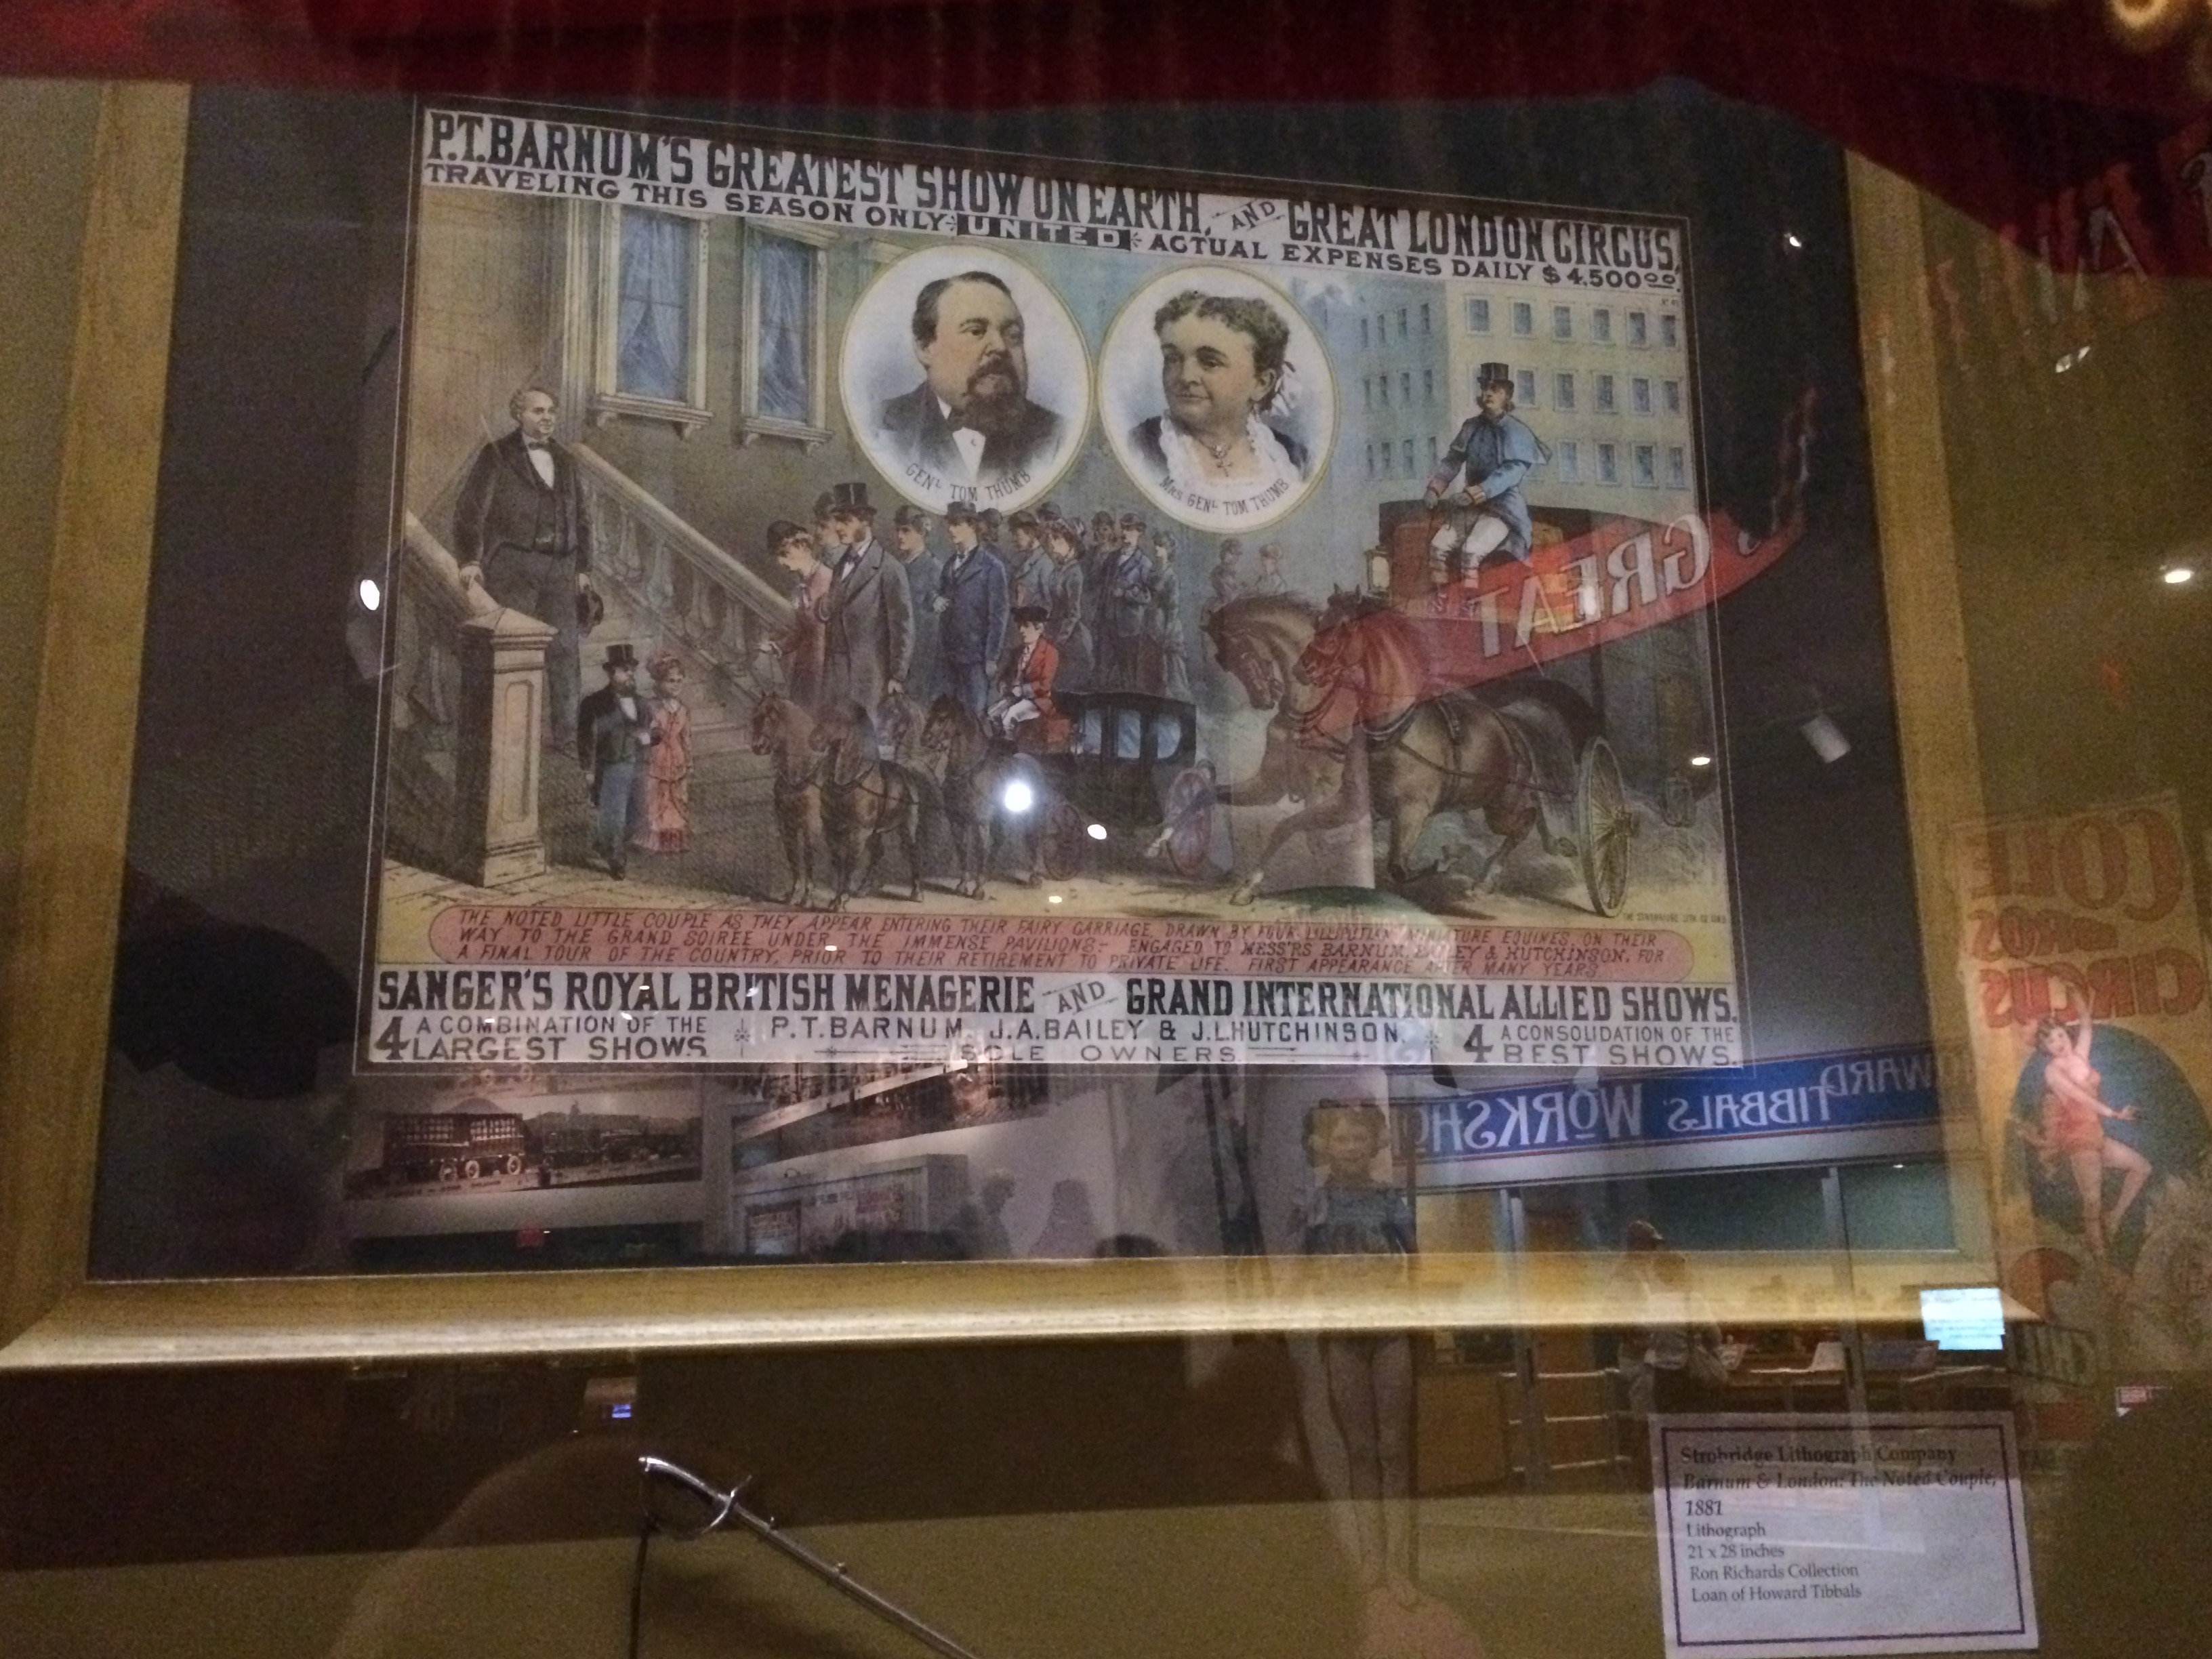 P.T. BARNUM'S GREATEST SHOW ON EARTH, AND GREAT LONDON CIRCUS,
TRAVELING THIS SEASON ONLY UNITED ACTUAL EXPENSES DAILY $4,500.00.
GENL TOM THUMB
MRS GENL TOM THUMB
GREAT
THE NOTED LITTLE COUPLE AS THEY APPEAR ENTERING THEIR FAIRY CARRIAGE, DRAWN BY FOUR LILLIPUTIAN MINIATURE EQUINES, ON THEIR
WAY TO THE GRAND SOIREE UNDER THE IMMENSE PAVILIONS- ENGAGED TO MESS'RS BARNUM, BAILEY & HUTCHINSON, FOR
A FINAL TOUR OF THE COUNTRY, PRIOR TO THEIR RETIREMENT TO PRIVATE LIFE. FIRST APPEARANCE AFTER MANY YEARS
SANGER'S ROYAL BRITISH MENAGERIE AND GRAND INTERNATIONAL ALLIED SHOWS.
4 A COMBINATION OF THE LARGEST SHOWS
P.T. BARNUM, J.A. BAILEY & J.L. HUTCHINSON,
SOLE OWNERS
4 A CONSOLIDATION OF THE BEST SHOWS.
COLE
BROS
CIRCUS
HOWARD TIBBALS' WORKSHOP
Strobridge Lithograph Company
Barnum & London: The Noted Couple,
1881
Lithograph
21 x 28 inches
Ron Richards Collection
Loan of Howard Tibbals